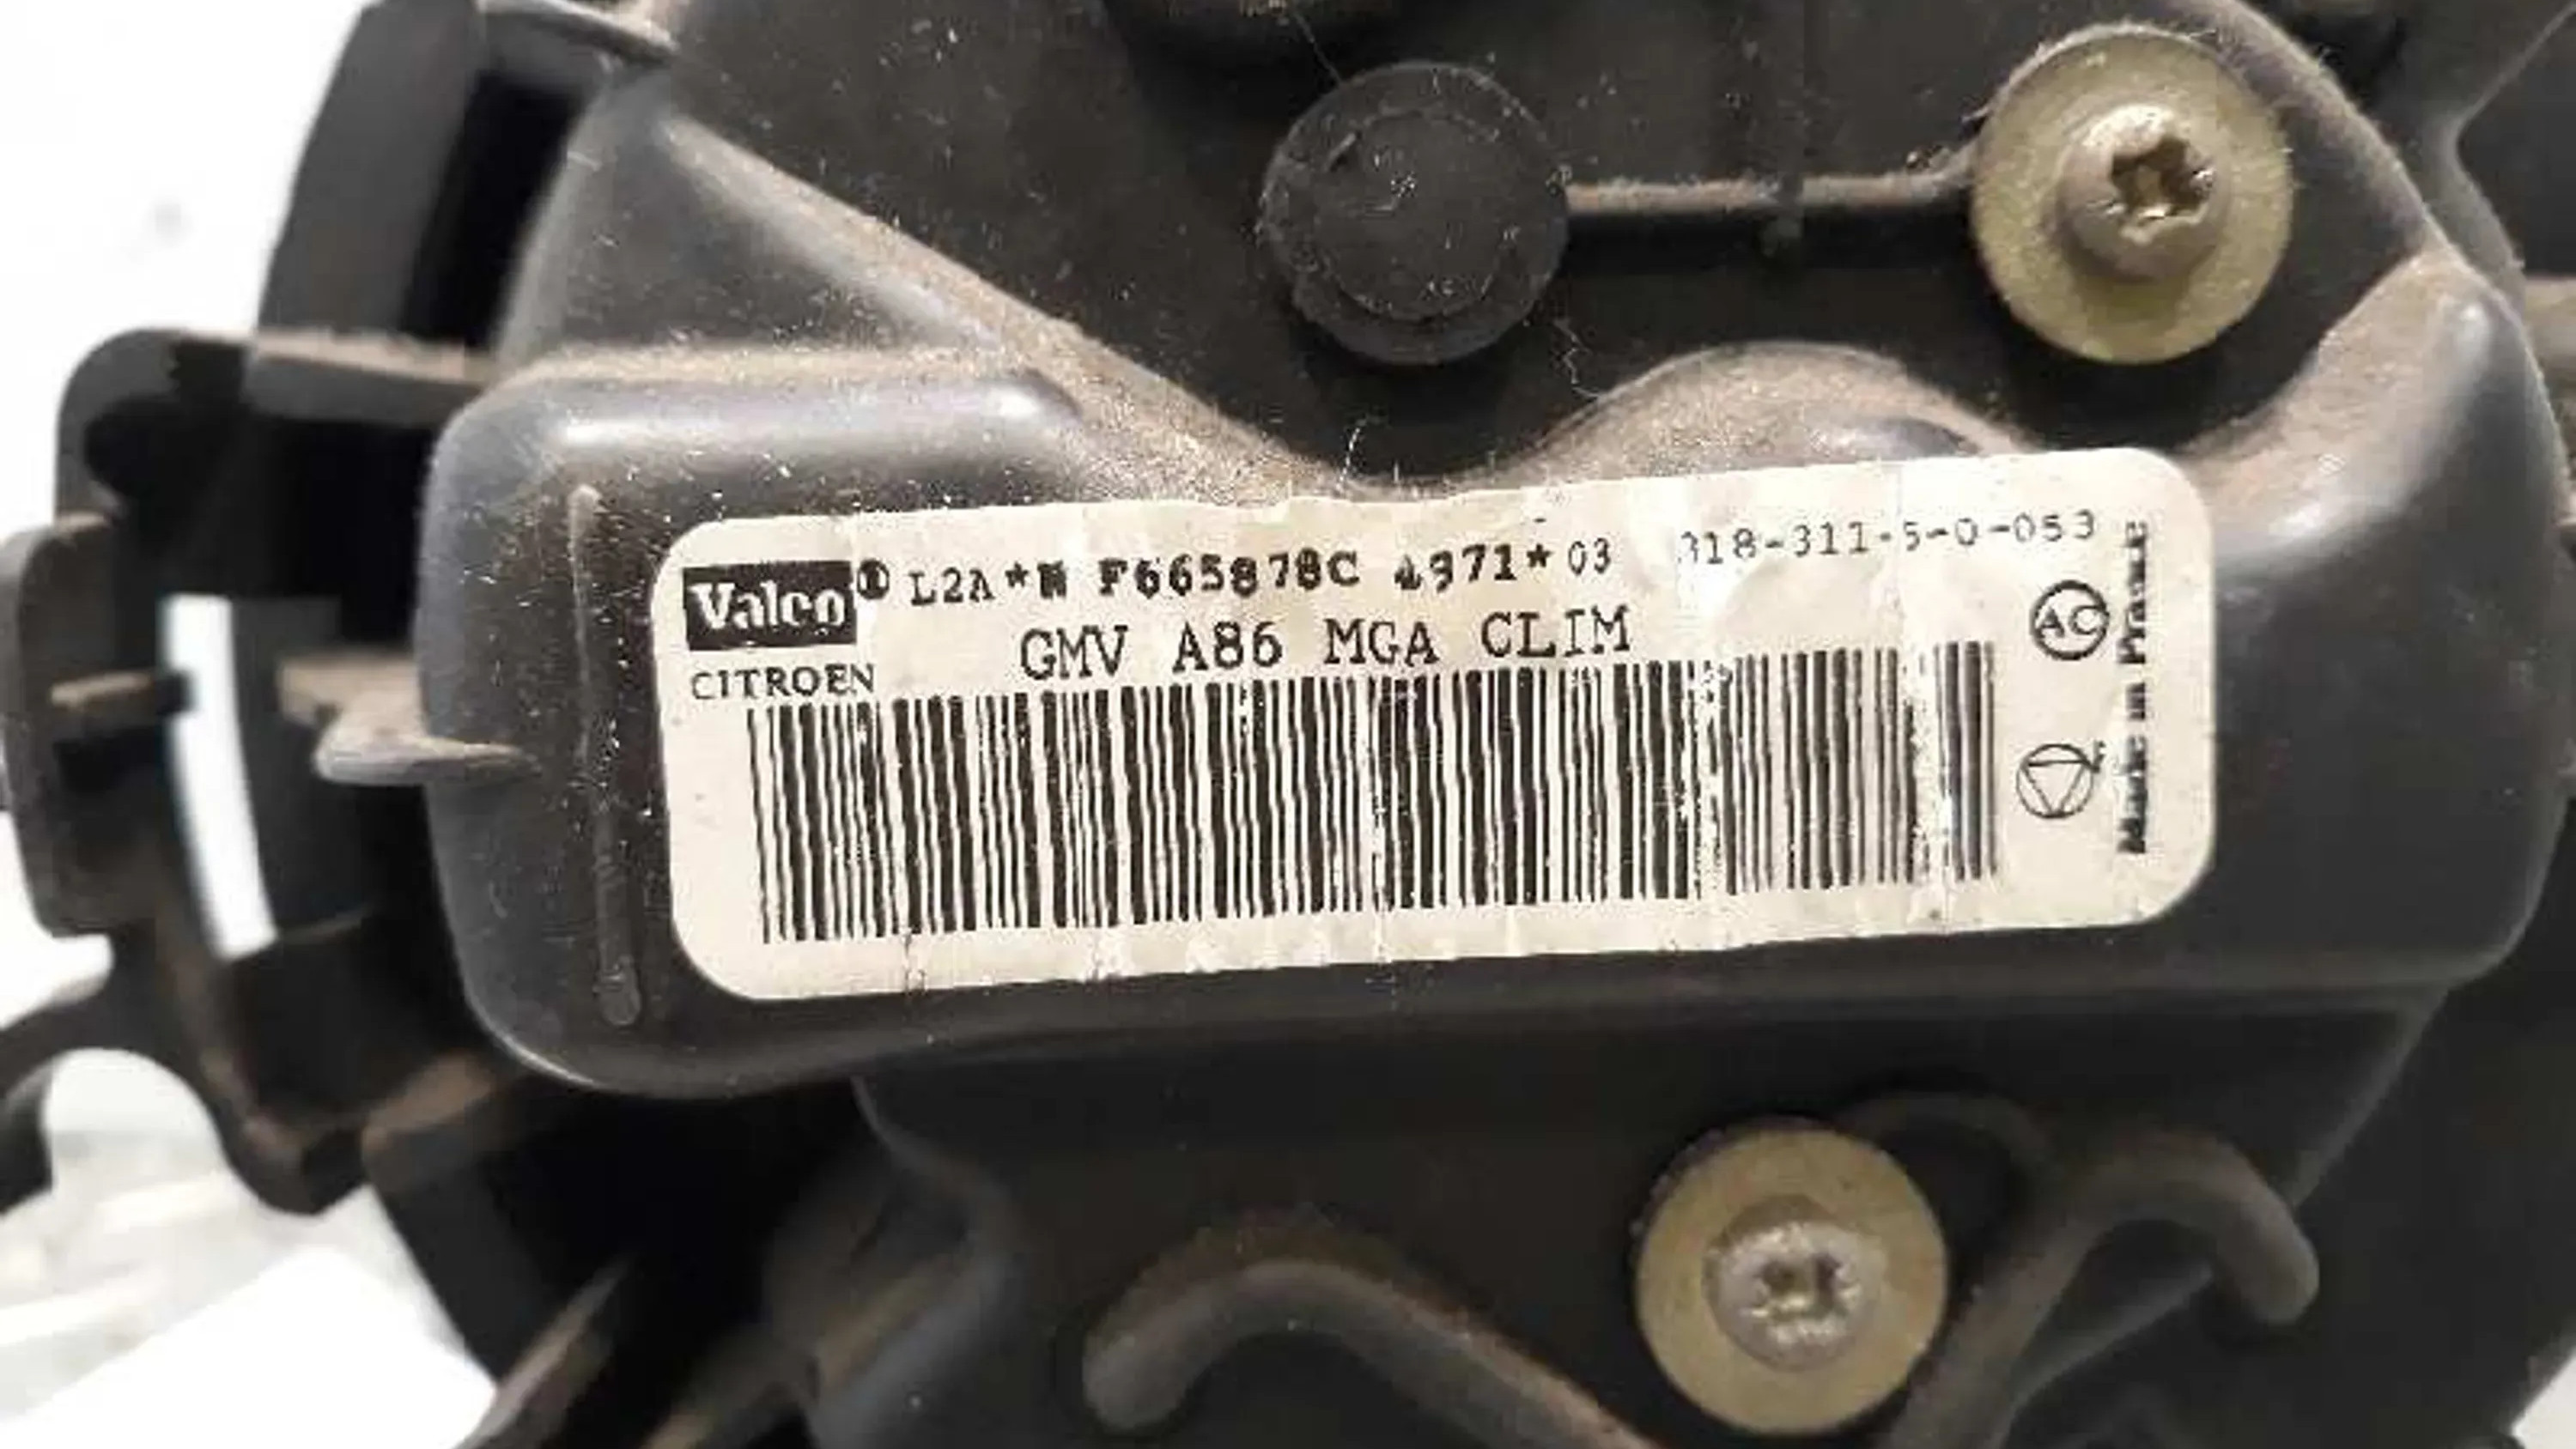 Valeo L2A *N F665878C 4971* 03 318-311-5-0-053
GMV A86 MGA CLIM
CITROEN
AC
Made in France